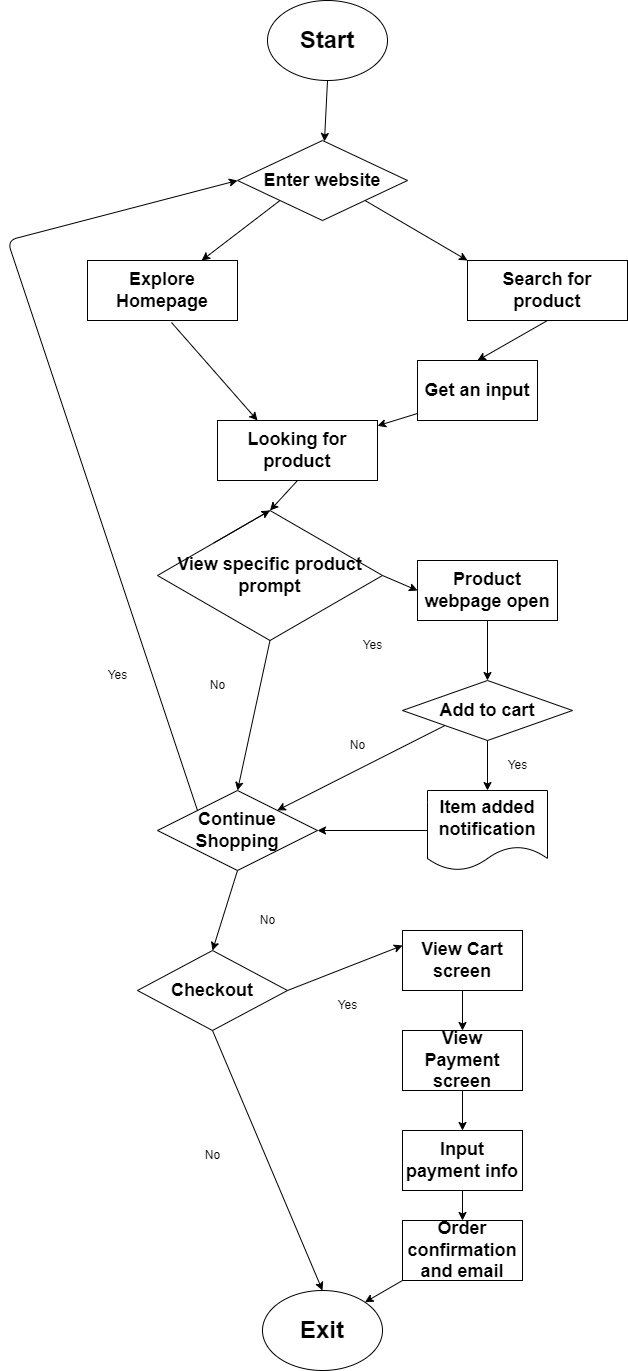 Start
Enter website
Explore
Homepage
Search for
product
Get an input
Looking for
product
View specific product
prompt
Product
webpage open
Yes
Yes
No
Add to cart
No
Yes
Item added
notification
Continue
Shopping
No
View Cart
screen
Checkout
Yes
View
Payment
screen
Input
payment info
No
Order
confirmation
and email
Exit